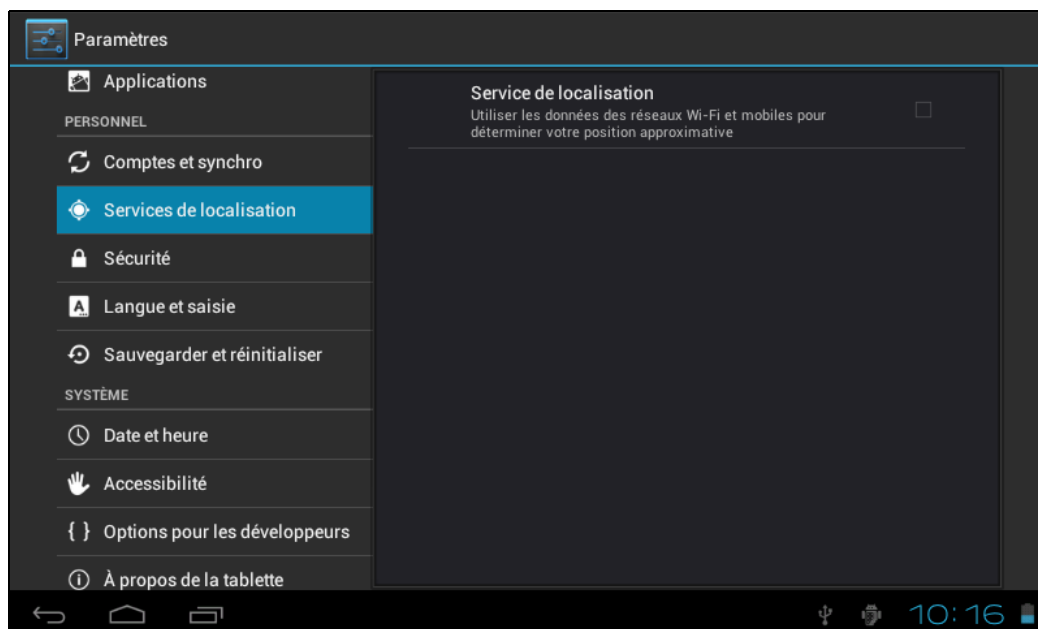 Paramètres
Applications
PERSONNEL
Comptes et synchro
Services de localisation
Sécurité
Langue et saisie
Sauvegarder et réinitialiser
SYSTÈME
Date et heure
Accessibilité
{ } Options pour les développeurs
À propos de la tablette
Service de localisation
Utiliser les données des réseaux Wi-Fi et mobiles pour
déterminer votre position approximative
10:16